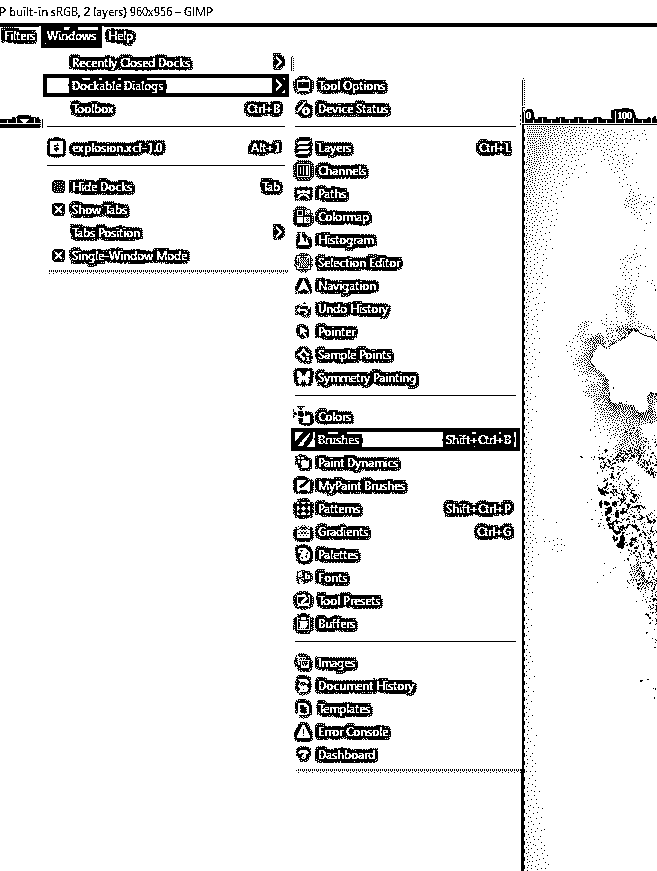 P built-in sRGB, 2 layers) 960x956 – GIMP
Filters Windows Help
Recently Closed Docks
Dockable Dialogs
Toolbox Ctrl+B
explosion.xcf-1.0 Alt+1
Hide Docks Tab
Show Tabs
Tabs Position
Single-Window Mode
Tool Options
Device Status
Layers Ctrl+L
Channels
Paths
Colormap
Histogram
Selection Editor
Navigation
Undo History
Pointer
Sample Points
Symmetry Painting
Colors
Brushes Shift+Ctrl+B
Paint Dynamics
MyPaint Brushes
Patterns Shift+Ctrl+P
Gradients Ctrl+G
Palettes
Fonts
Tool Presets
Buffers
Images
Document History
Templates
Error Console
Dashboard
0 100